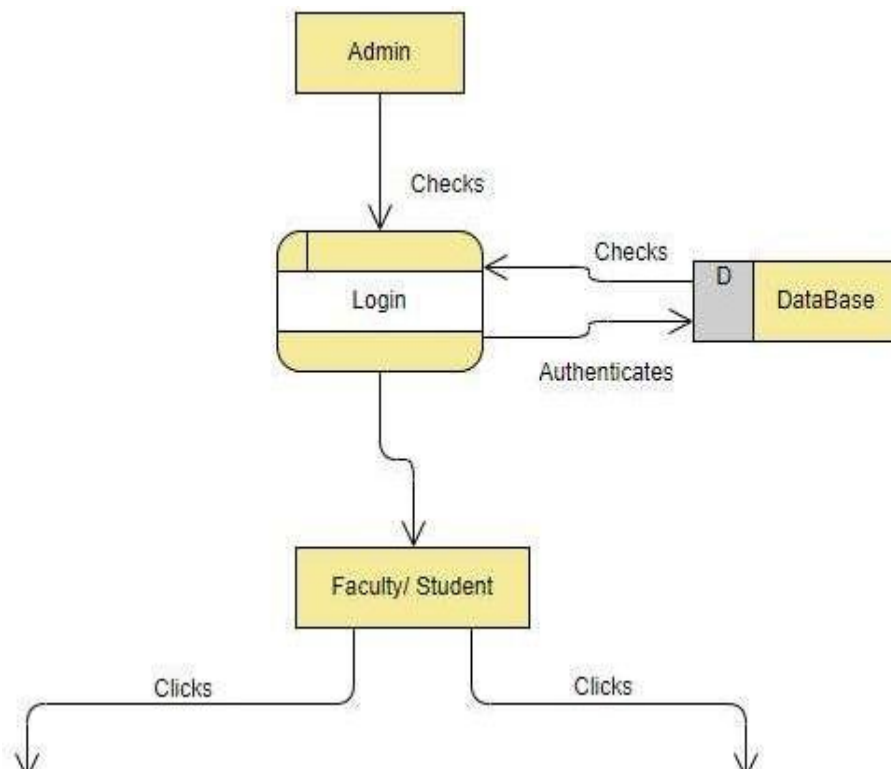 Admin
Checks
Checks
D
Login
DataBase
Authenticates
Faculty/ Student
Clicks
Clicks